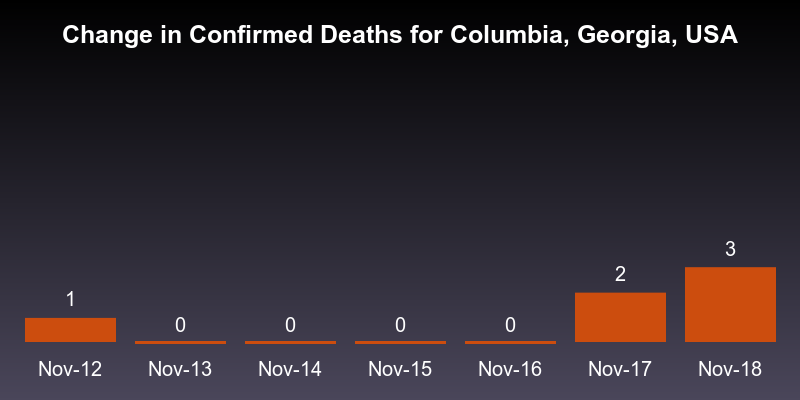 Change in Confirmed Deaths for Columbia, Georgia, USA
3
2
1
0 0 0 0
Nov-12 Nov-13 Nov-14 Nov-15 Nov-16 Nov-17 Nov-18